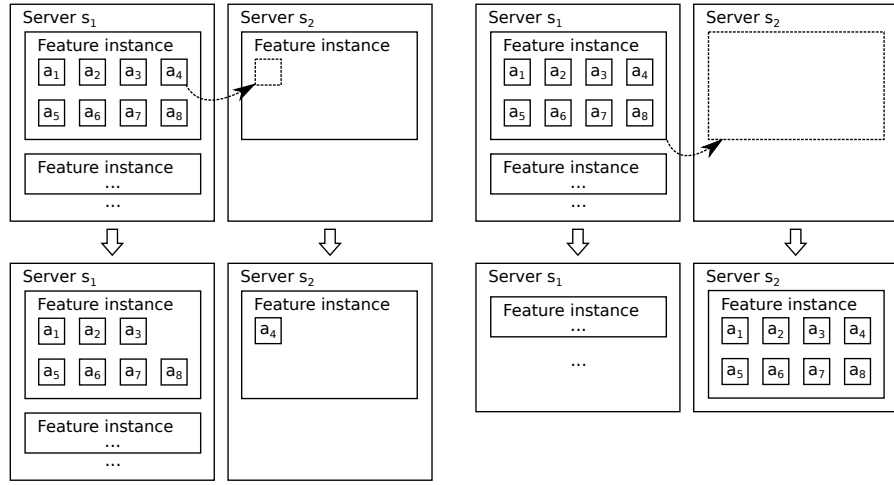 Server s₁
Feature instance
a₁ a₂ a₃ a₄
a₅ a₆ a₇ a₈
Feature instance
...
...
Server s₂
Feature instance
Server s₁
Feature instance
a₁ a₂ a₃ a₄
a₅ a₆ a₇ a₈
Feature instance
...
...
Server s₂
Server s₁
Feature instance
a₁ a₂ a₃
a₅ a₆ a₇ a₈
Feature instance
...
...
Server s₂
Feature instance
a₄
Server s₁
Feature instance
...
...
Server s₂
Feature instance
a₁ a₂ a₃ a₄
a₅ a₆ a₇ a₈